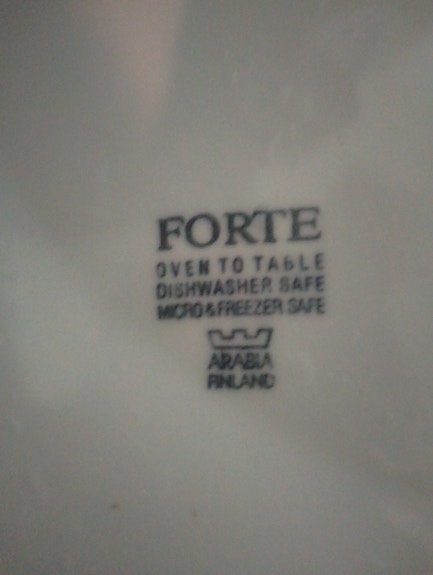 FORTE
OVEN TO TABLE
DISHWASHER SAFE
MICRO & FREEZER SAFE
ARABIA
FINLAND